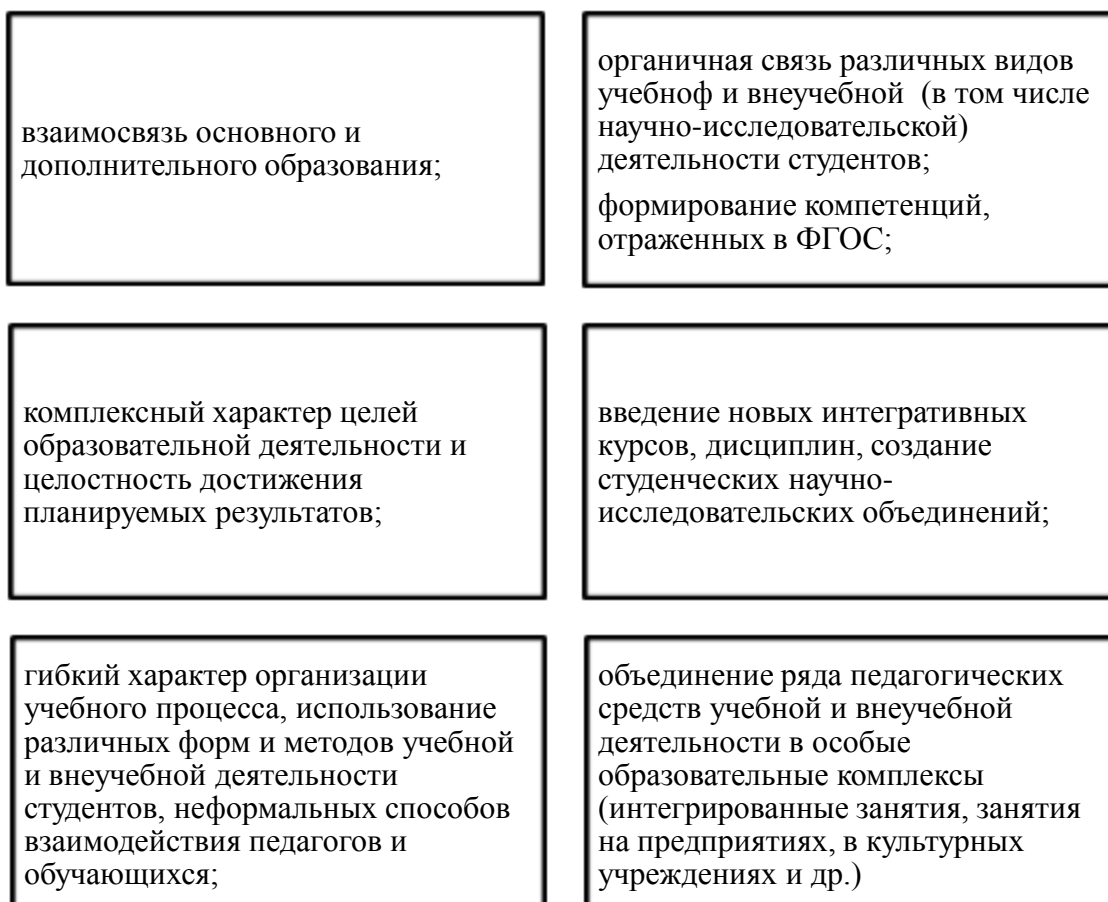 взаимосвязь основного и
дополнительного образования;
органичная связь различных видов
учебноф и внеучебной (в том числе
научно-исследовательской)
деятельности студентов;
формирование компетенций,
отраженных в ФГОС;
комплексный характер целей
образовательной деятельности и
целостность достижения
планируемых результатов;
введение новых интегративных
курсов, дисциплин, создание
студенческих научно-
исследовательских объединений;
гибкий характер организации
учебного процесса, использование
различных форм и методов учебной
и внеучебной деятельности
студентов, неформальных способов
взаимодействия педагогов и
обучающихся;
объединение ряда педагогических
средств учебной и внеучебной
деятельности в особые
образовательные комплексы
(интегрированные занятия, занятия
на предприятиях, в культурных
учреждениях и др.)